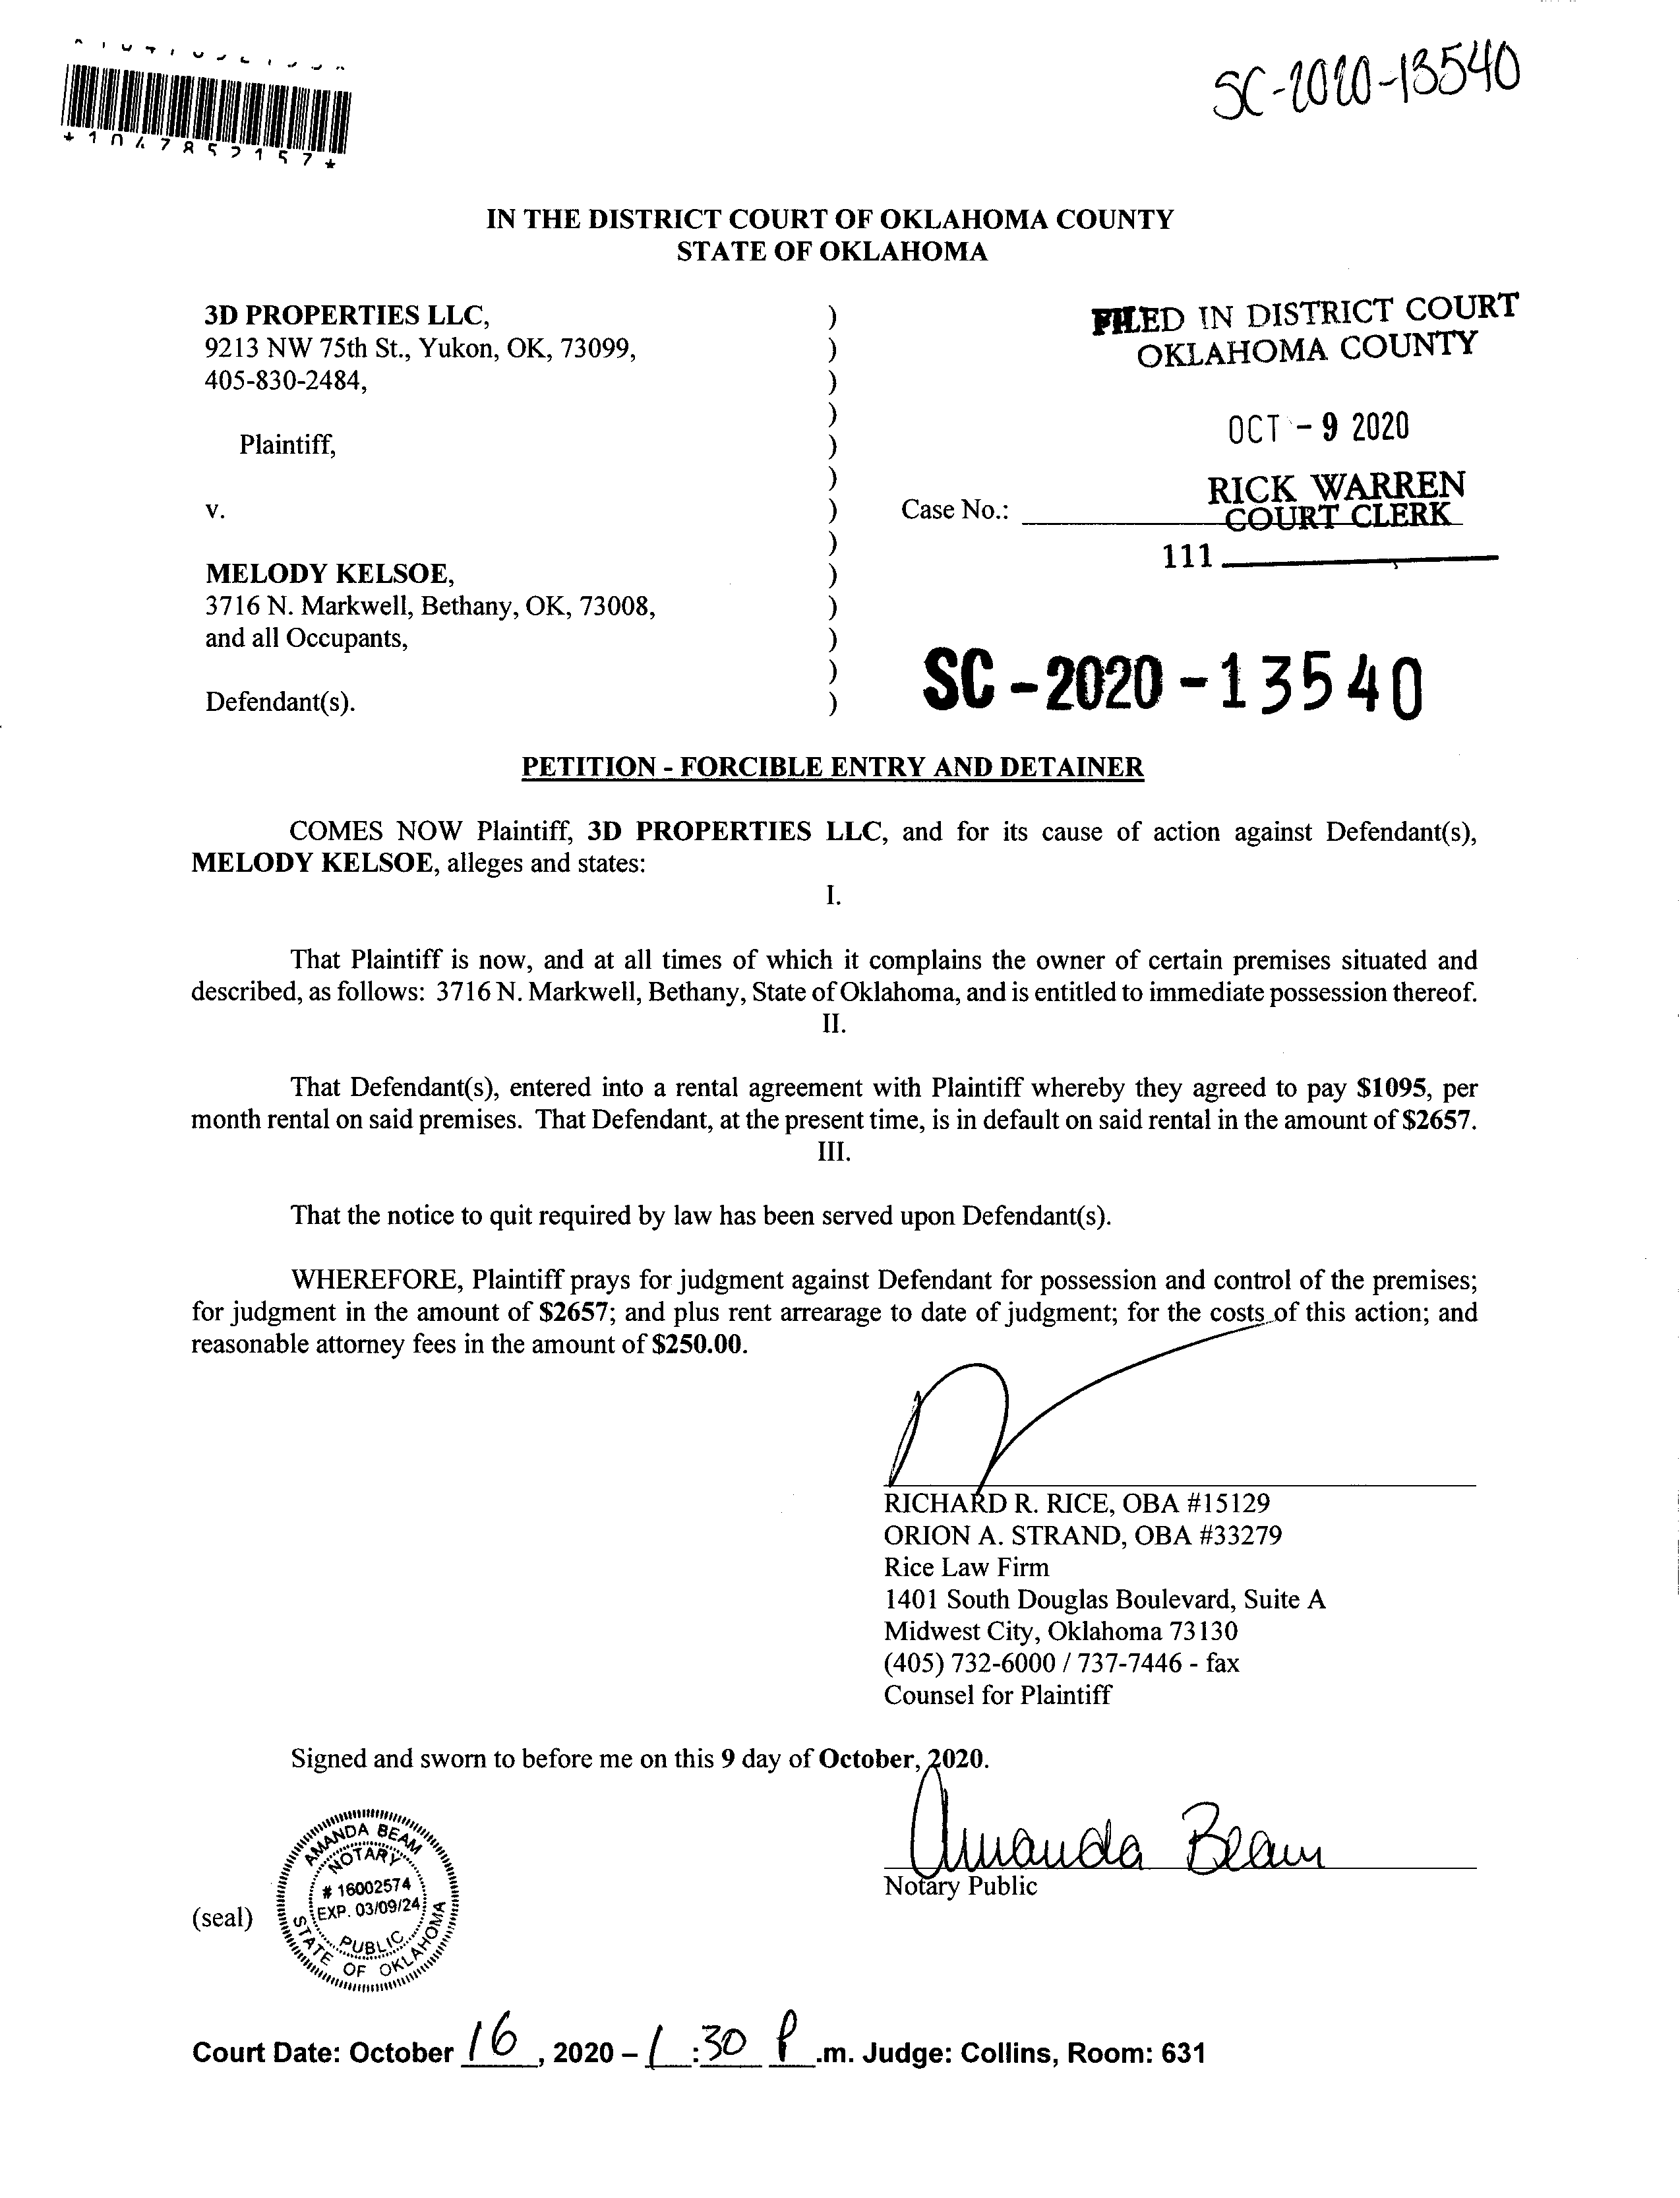 SC-2020-13540
*1047852157*
IN THE DISTRICT COURT OF OKLAHOMA COUNTY
STATE OF OKLAHOMA
3D PROPERTIES LLC, )
9213 NW 75th St., Yukon, OK, 73099, )
405-830-2484, )
)
Plaintiff, )
)
v. )
)
MELODY KELSOE, )
3716 N. Markwell, Bethany, OK, 73008, )
and all Occupants, )
)
Defendant(s). )
FILED IN DISTRICT COURT
OKLAHOMA COUNTY
OCT - 9 2020
RICK WARREN
COURT CLERK
Case No.:
111
SC-2020-13540
PETITION - FORCIBLE ENTRY AND DETAINER
COMES NOW Plaintiff, 3D PROPERTIES LLC, and for its cause of action against Defendant(s),
MELODY KELSOE, alleges and states:
I.
That Plaintiff is now, and at all times of which it complains the owner of certain premises situated and
described, as follows: 3716 N. Markwell, Bethany, State of Oklahoma, and is entitled to immediate possession thereof.
II.
That Defendant(s), entered into a rental agreement with Plaintiff whereby they agreed to pay $1095, per
month rental on said premises. That Defendant, at the present time, is in default on said rental in the amount of $2657.
III.
That the notice to quit required by law has been served upon Defendant(s).
WHEREFORE, Plaintiff prays for judgment against Defendant for possession and control of the premises;
for judgment in the amount of $2657; and plus rent arrearage to date of judgment; for the costs of this action; and
reasonable attorney fees in the amount of $250.00.
RICHARD R. RICE, OBA #15129
ORION A. STRAND, OBA #33279
Rice Law Firm
1401 South Douglas Boulevard, Suite A
Midwest City, Oklahoma 73130
(405) 732-6000 / 737-7446 - fax
Counsel for Plaintiff
Signed and sworn to before me on this 9 day of October, 2020.
Amanda Beam
Notary Public
(seal)
AMANDA BEAM
NOTARY
# 16002574
EXP. 03/09/24
PUBLIC
STATE OF OKLAHOMA
Court Date: October 16, 2020 – 1:30 P.m. Judge: Collins, Room: 631